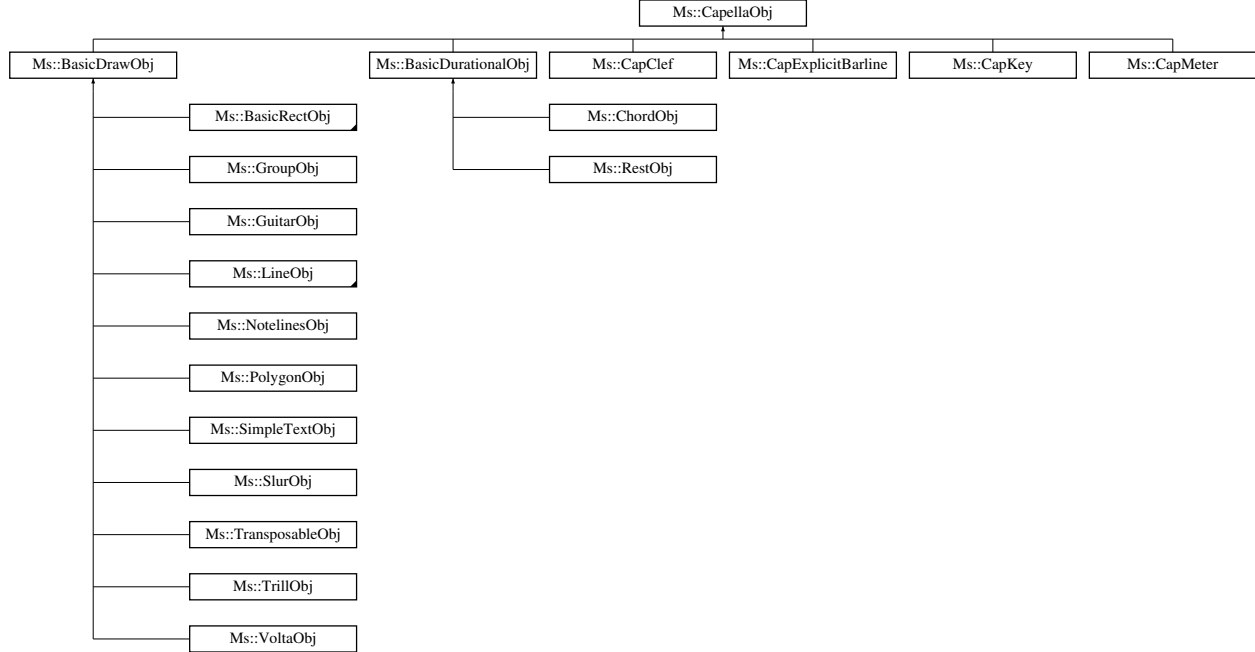 Ms::CapellaObj
Ms::BasicDrawObj
Ms::BasicDurationalObj
Ms::CapClef
Ms::CapExplicitBarline
Ms::CapKey
Ms::CapMeter
Ms::BasicRectObj
Ms::ChordObj
Ms::GroupObj
Ms::RestObj
Ms::GuitarObj
Ms::LineObj
Ms::NotelinesObj
Ms::PolygonObj
Ms::SimpleTextObj
Ms::SlurObj
Ms::TransposableObj
Ms::TrillObj
Ms::VoltaObj